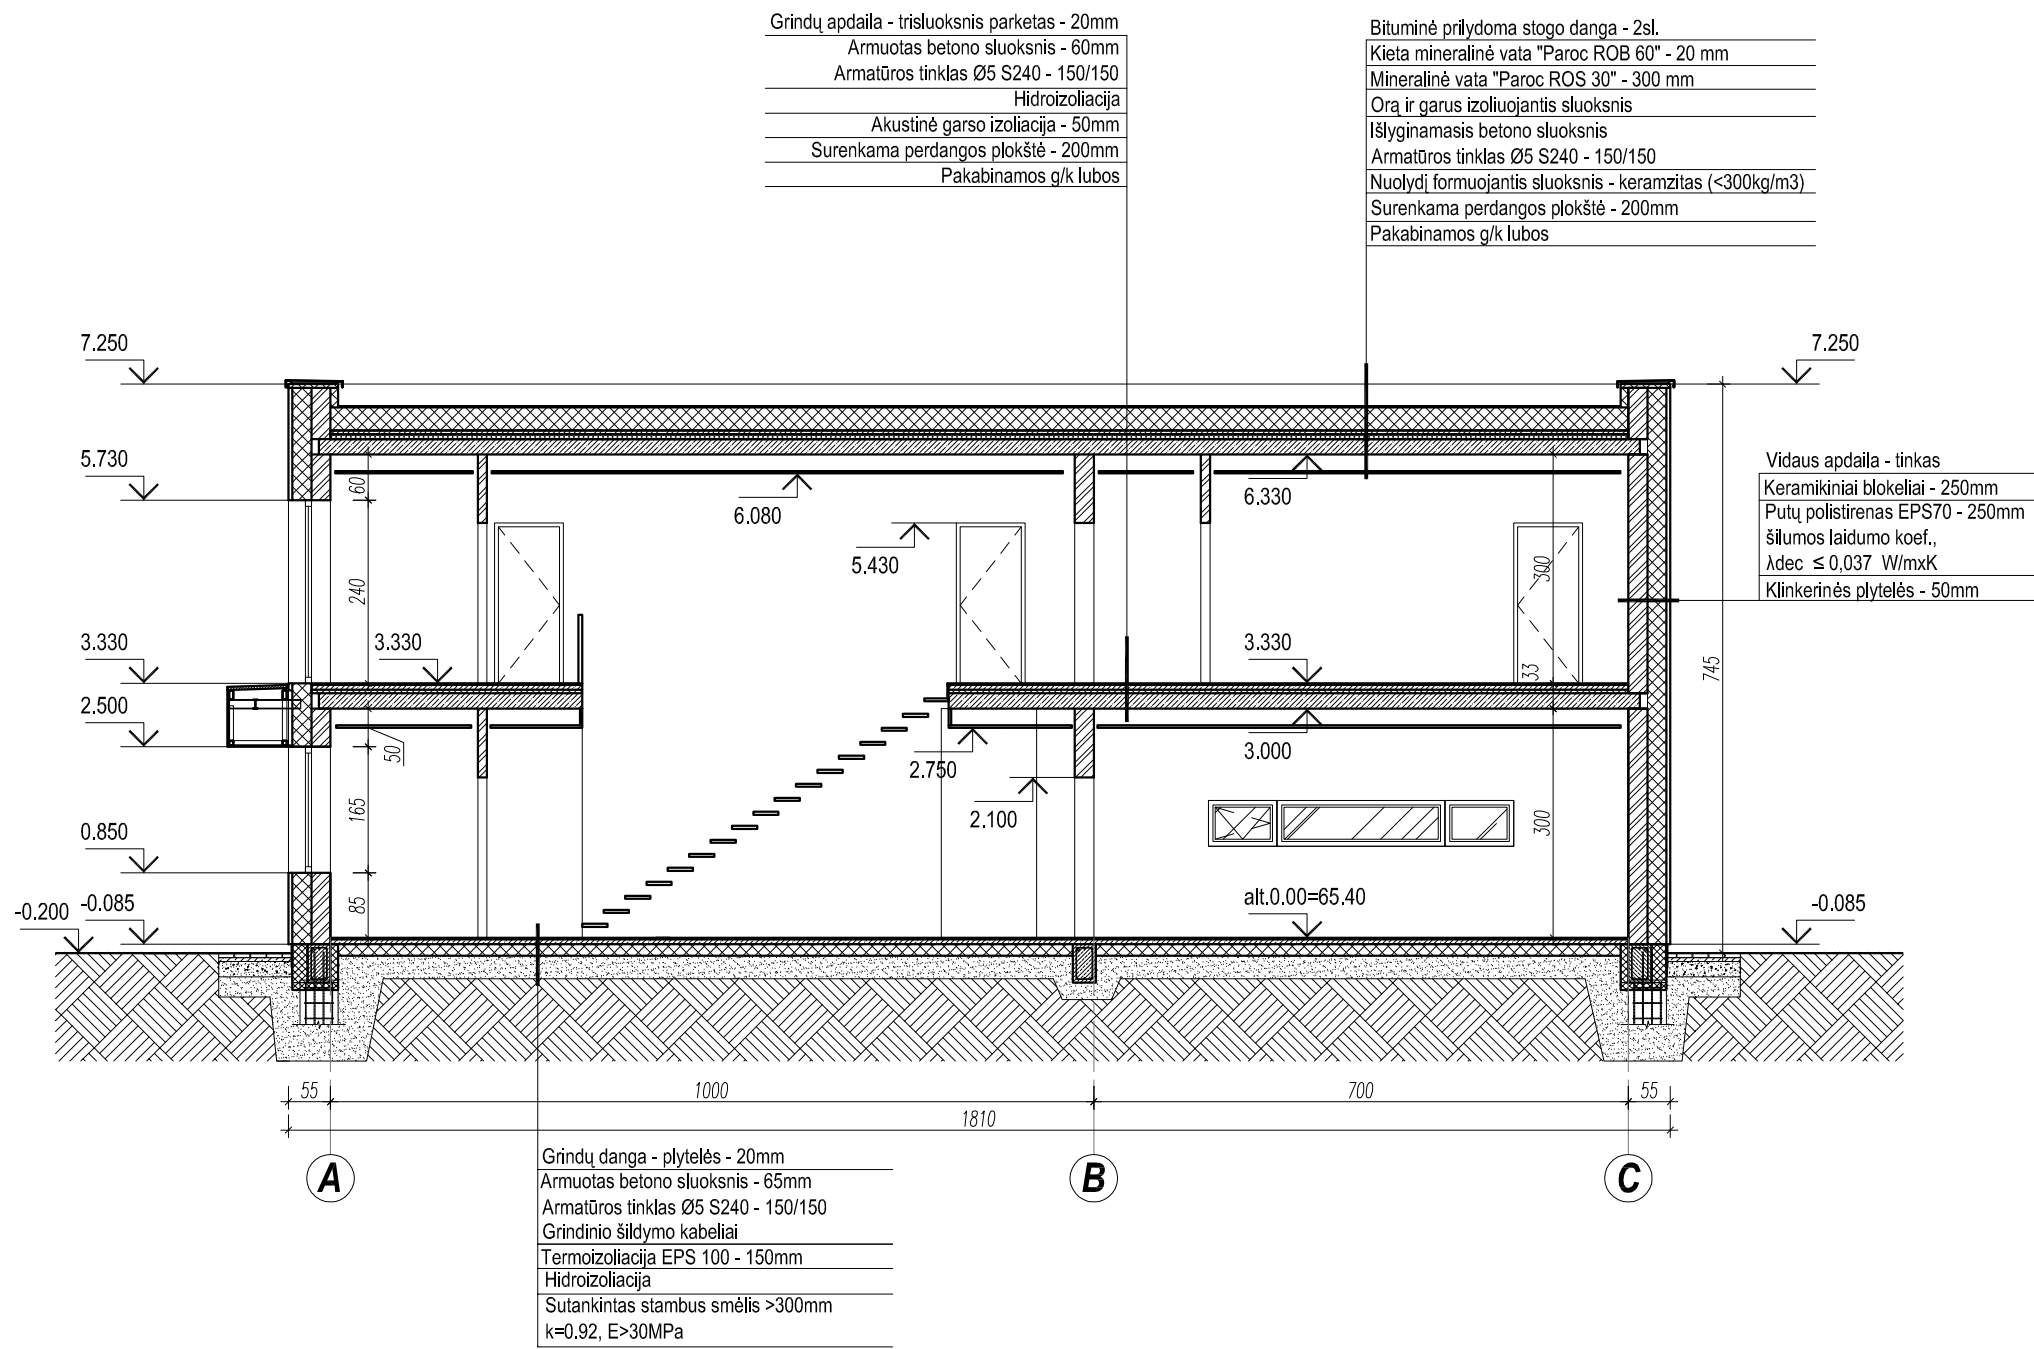 Grindų apdaila - trisluoksnis parketas - 20mm
Armuotas betono sluoksnis - 60mm
Armatūros tinklas Ø5 S240 - 150/150
Hidroizoliacija
Akustinė garso izoliacija - 50mm
Surenkama perdangos plokštė - 200mm
Pakabinamos g/k lubos
Bituminė prilydoma stogo danga - 2sl.
Kieta mineralinė vata "Paroc ROB 60" - 20 mm
Mineralinė vata "Paroc ROS 30" - 300 mm
Orą ir garus izoliuojantis sluoksnis
Išlyginamasis betono sluoksnis
Armatūros tinklas Ø5 S240 - 150/150
Nuolydį formuojantis sluoksnis - keramzitas (<300kg/m3)
Surenkama perdangos plokštė - 200mm
Pakabinamos g/k lubos
7.250
7.250
5.730
Vidaus apdaila - tinkas
Keramikiniai blokeliai - 250mm
Putų polistirenas EPS70 - 250mm
šilumos laidumo koef.,
λdec ≤ 0,037 W/mxK
Klinkerinės plytelės - 50mm
60
6.080
6.330
5.430
240
300
3.330
3.330
3.330
33
745
2.500
50
2.750
3.000
165
2.100
300
0.850
85
alt.0.00=65.40
-0.200
-0.085
-0.085
55
1000
700
55
1810
A
B
C
Grindų danga - plytelės - 20mm
Armuotas betono sluoksnis - 65mm
Armatūros tinklas Ø5 S240 - 150/150
Grindinio šildymo kabeliai
Termoizoliacija EPS 100 - 150mm
Hidroizoliacija
Sutankintas stambus smėlis >300mm
k=0.92, E>30MPa